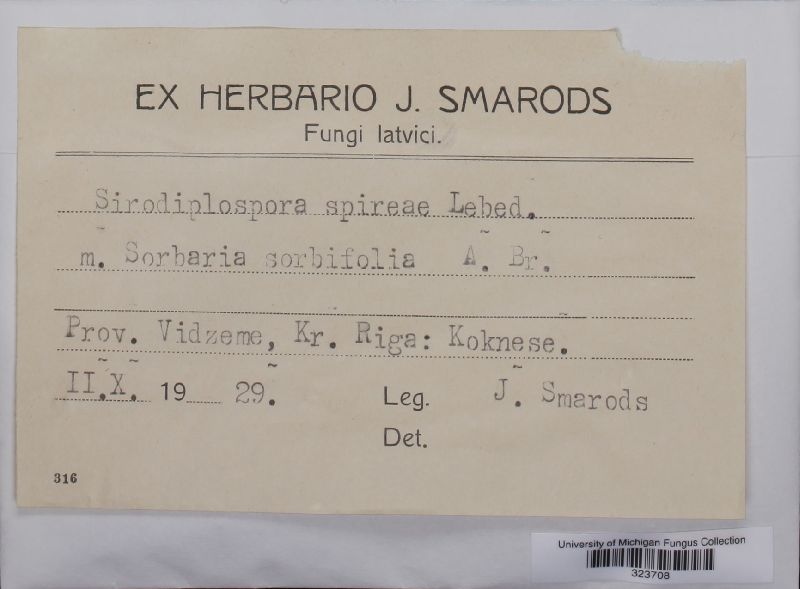 EX HERBARIO J. SMARODS
Fungi latvici.
Sirodiplospora spireae Lebed.
m. Sorbaria sorbifolia A. Br.
Prov. Vidzeme, Kr. Riga: Koknese.
II.X. 19 29. Leg. J. Smarods
Det.
316
University of Michigan Fungus Collection
323708